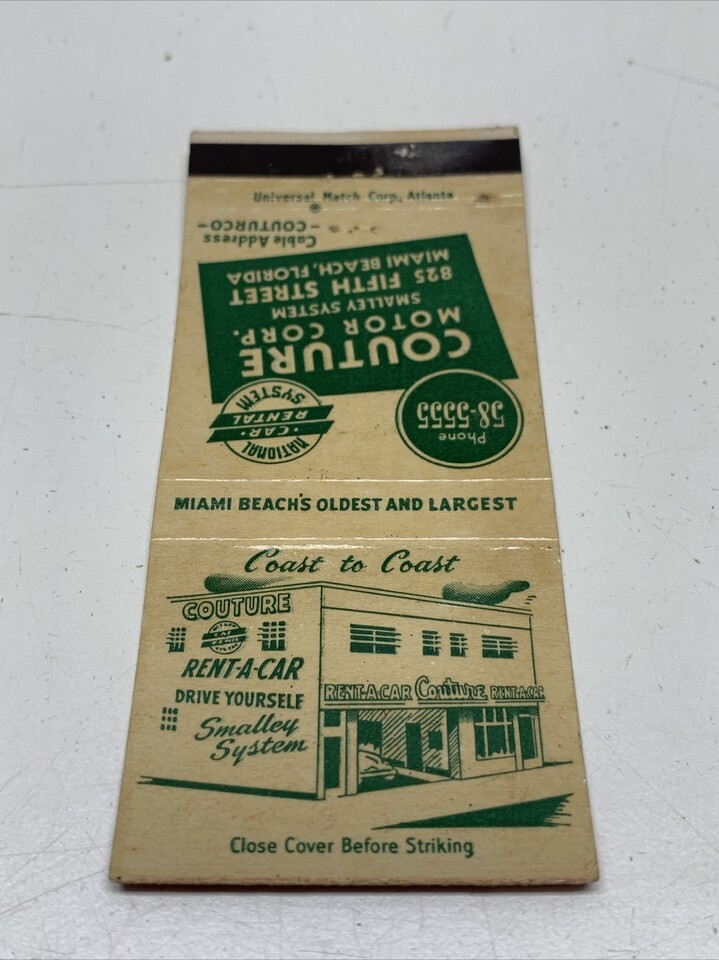 Universal Match Corp., Atlanta
®
Phone
58-5555
NATIONAL
• CAR •
RENTAL
SYSTEM
COUTURE
MOTOR CORP.
SMALLEY SYSTEM
825 FIFTH STREET
MIAMI BEACH, FLORIDA
Cable Address
-COUTURCO-
MIAMI BEACH'S OLDEST AND LARGEST
Coast to Coast
COUTURE
RENT-A-CAR
DRIVE YOURSELF
Smalley
System
RENT-A-CAR Couture RENT-A-CAR
Close Cover Before Striking